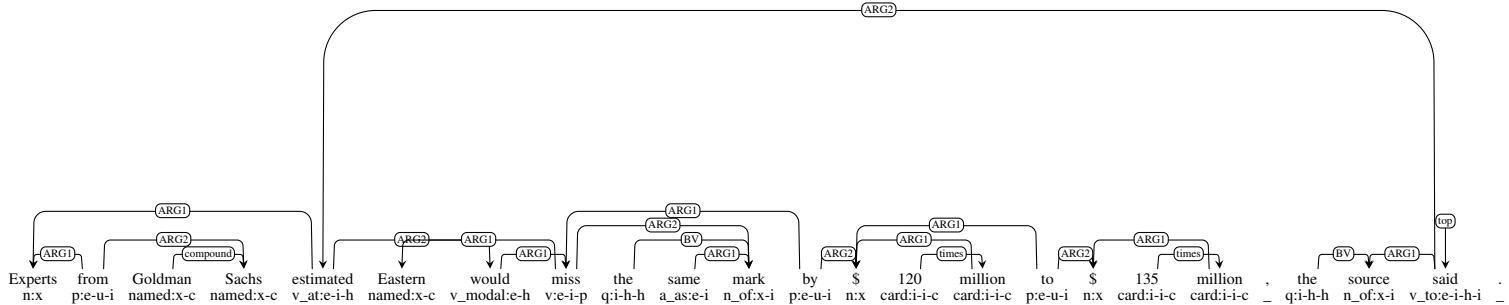 ARG2
top
ARG1
ARG2
ARG1
ARG1
ARG2
ARG2
ARG1
BV
ARG1
ARG1
ARG1
ARG1
compound
ARG1
ARG1
ARG2
times
ARG2
times
BV
ARG1
Experts from Goldman Sachs estimated Eastern would miss the same mark by $ 120 million to $ 135 million , the source said .
n:x p:e-u-i named:x-c named:x-c v_at:e-i-h named:x-c v_modal:e-h v:e-i-p q:i-h-h a_as:e-i n_of:x-i p:e-u-i n:x card:i-i-c card:i-i-c p:e-u-i n:x card:i-i-c card:i-i-c _ q:i-h-h n_of:x-i v_to:e-i-h-i _